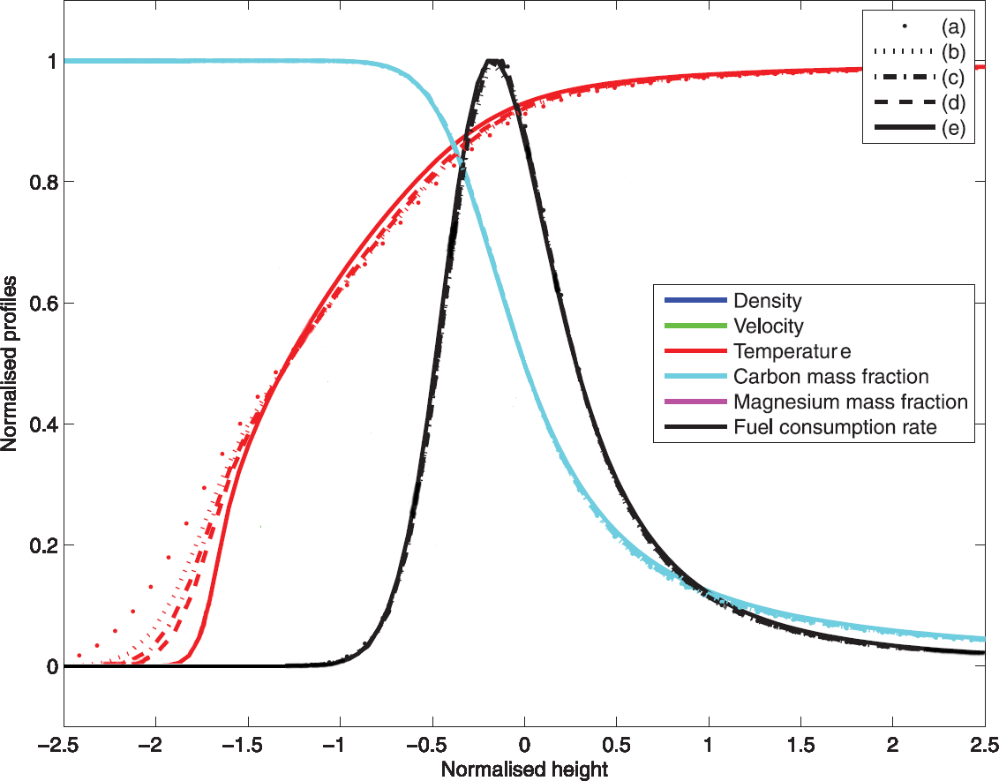 (a)
(b)
(c)
(d)
(e)
1
0.8
0.6
0.4
0.2
0
Normalised profiles
Density
Velocity
Temperature
Carbon mass fraction
Magnesium mass fraction
Fuel consumption rate
−2.5 −2 −1.5 −1 −0.5 0 0.5 1 1.5 2 2.5
Normalised height